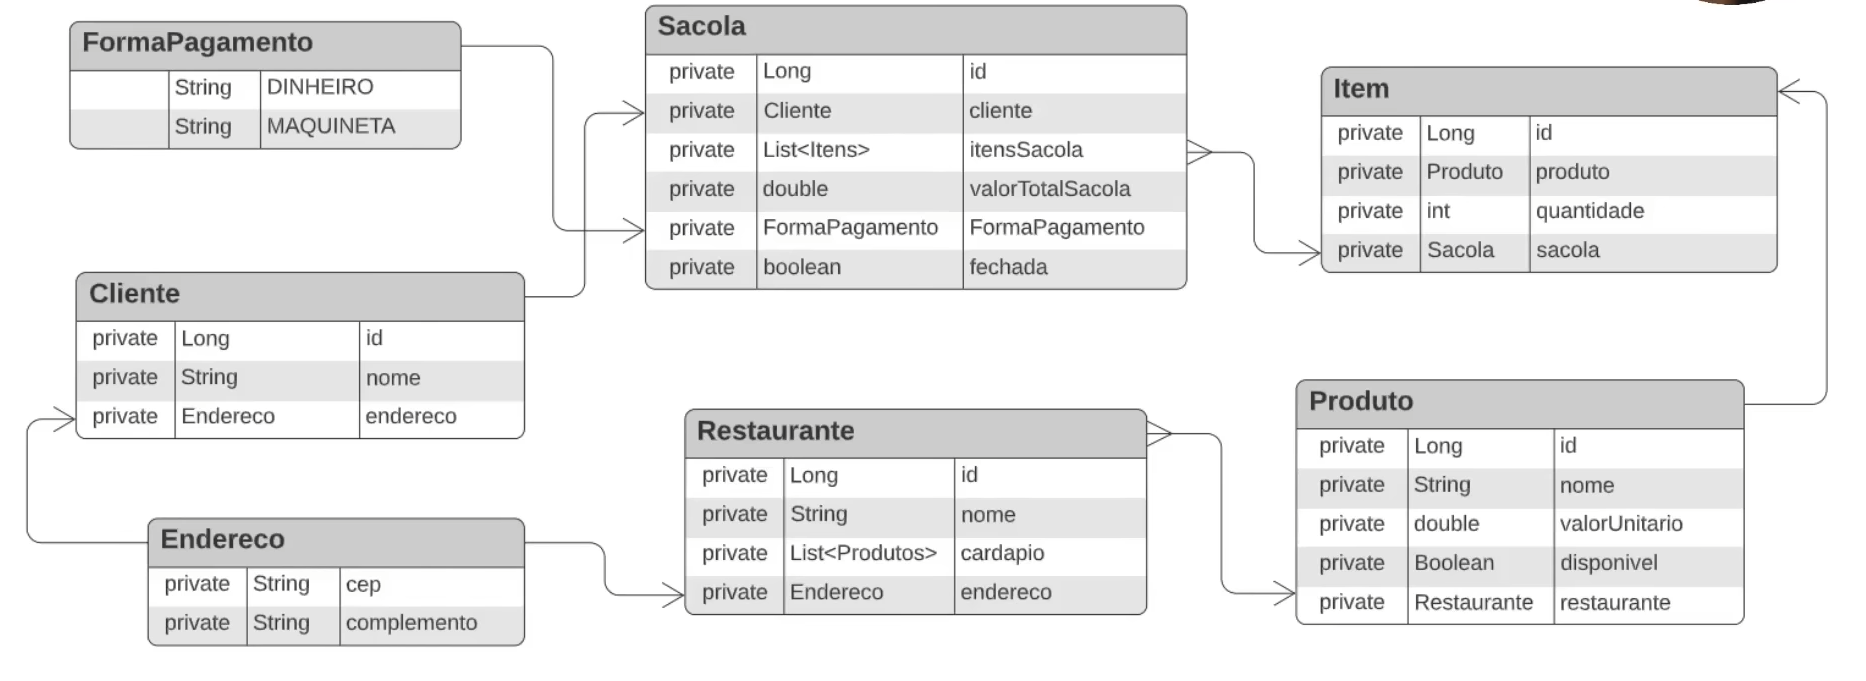 FormaPagamento
String DINHEIRO
String MAQUINETA
Sacola
private Long id
private Cliente cliente
private List<Itens> itensSacola
private double valorTotalSacola
private FormaPagamento FormaPagamento
private boolean fechada
Item
private Long id
private Produto produto
private int quantidade
private Sacola sacola
Cliente
private Long id
private String nome
private Endereco endereco
Restaurante
private Long id
private String nome
private List<Produtos> cardapio
private Endereco endereco
Produto
private Long id
private String nome
private double valorUnitario
private Boolean disponivel
private Restaurante restaurante
Endereco
private String cep
private String complemento